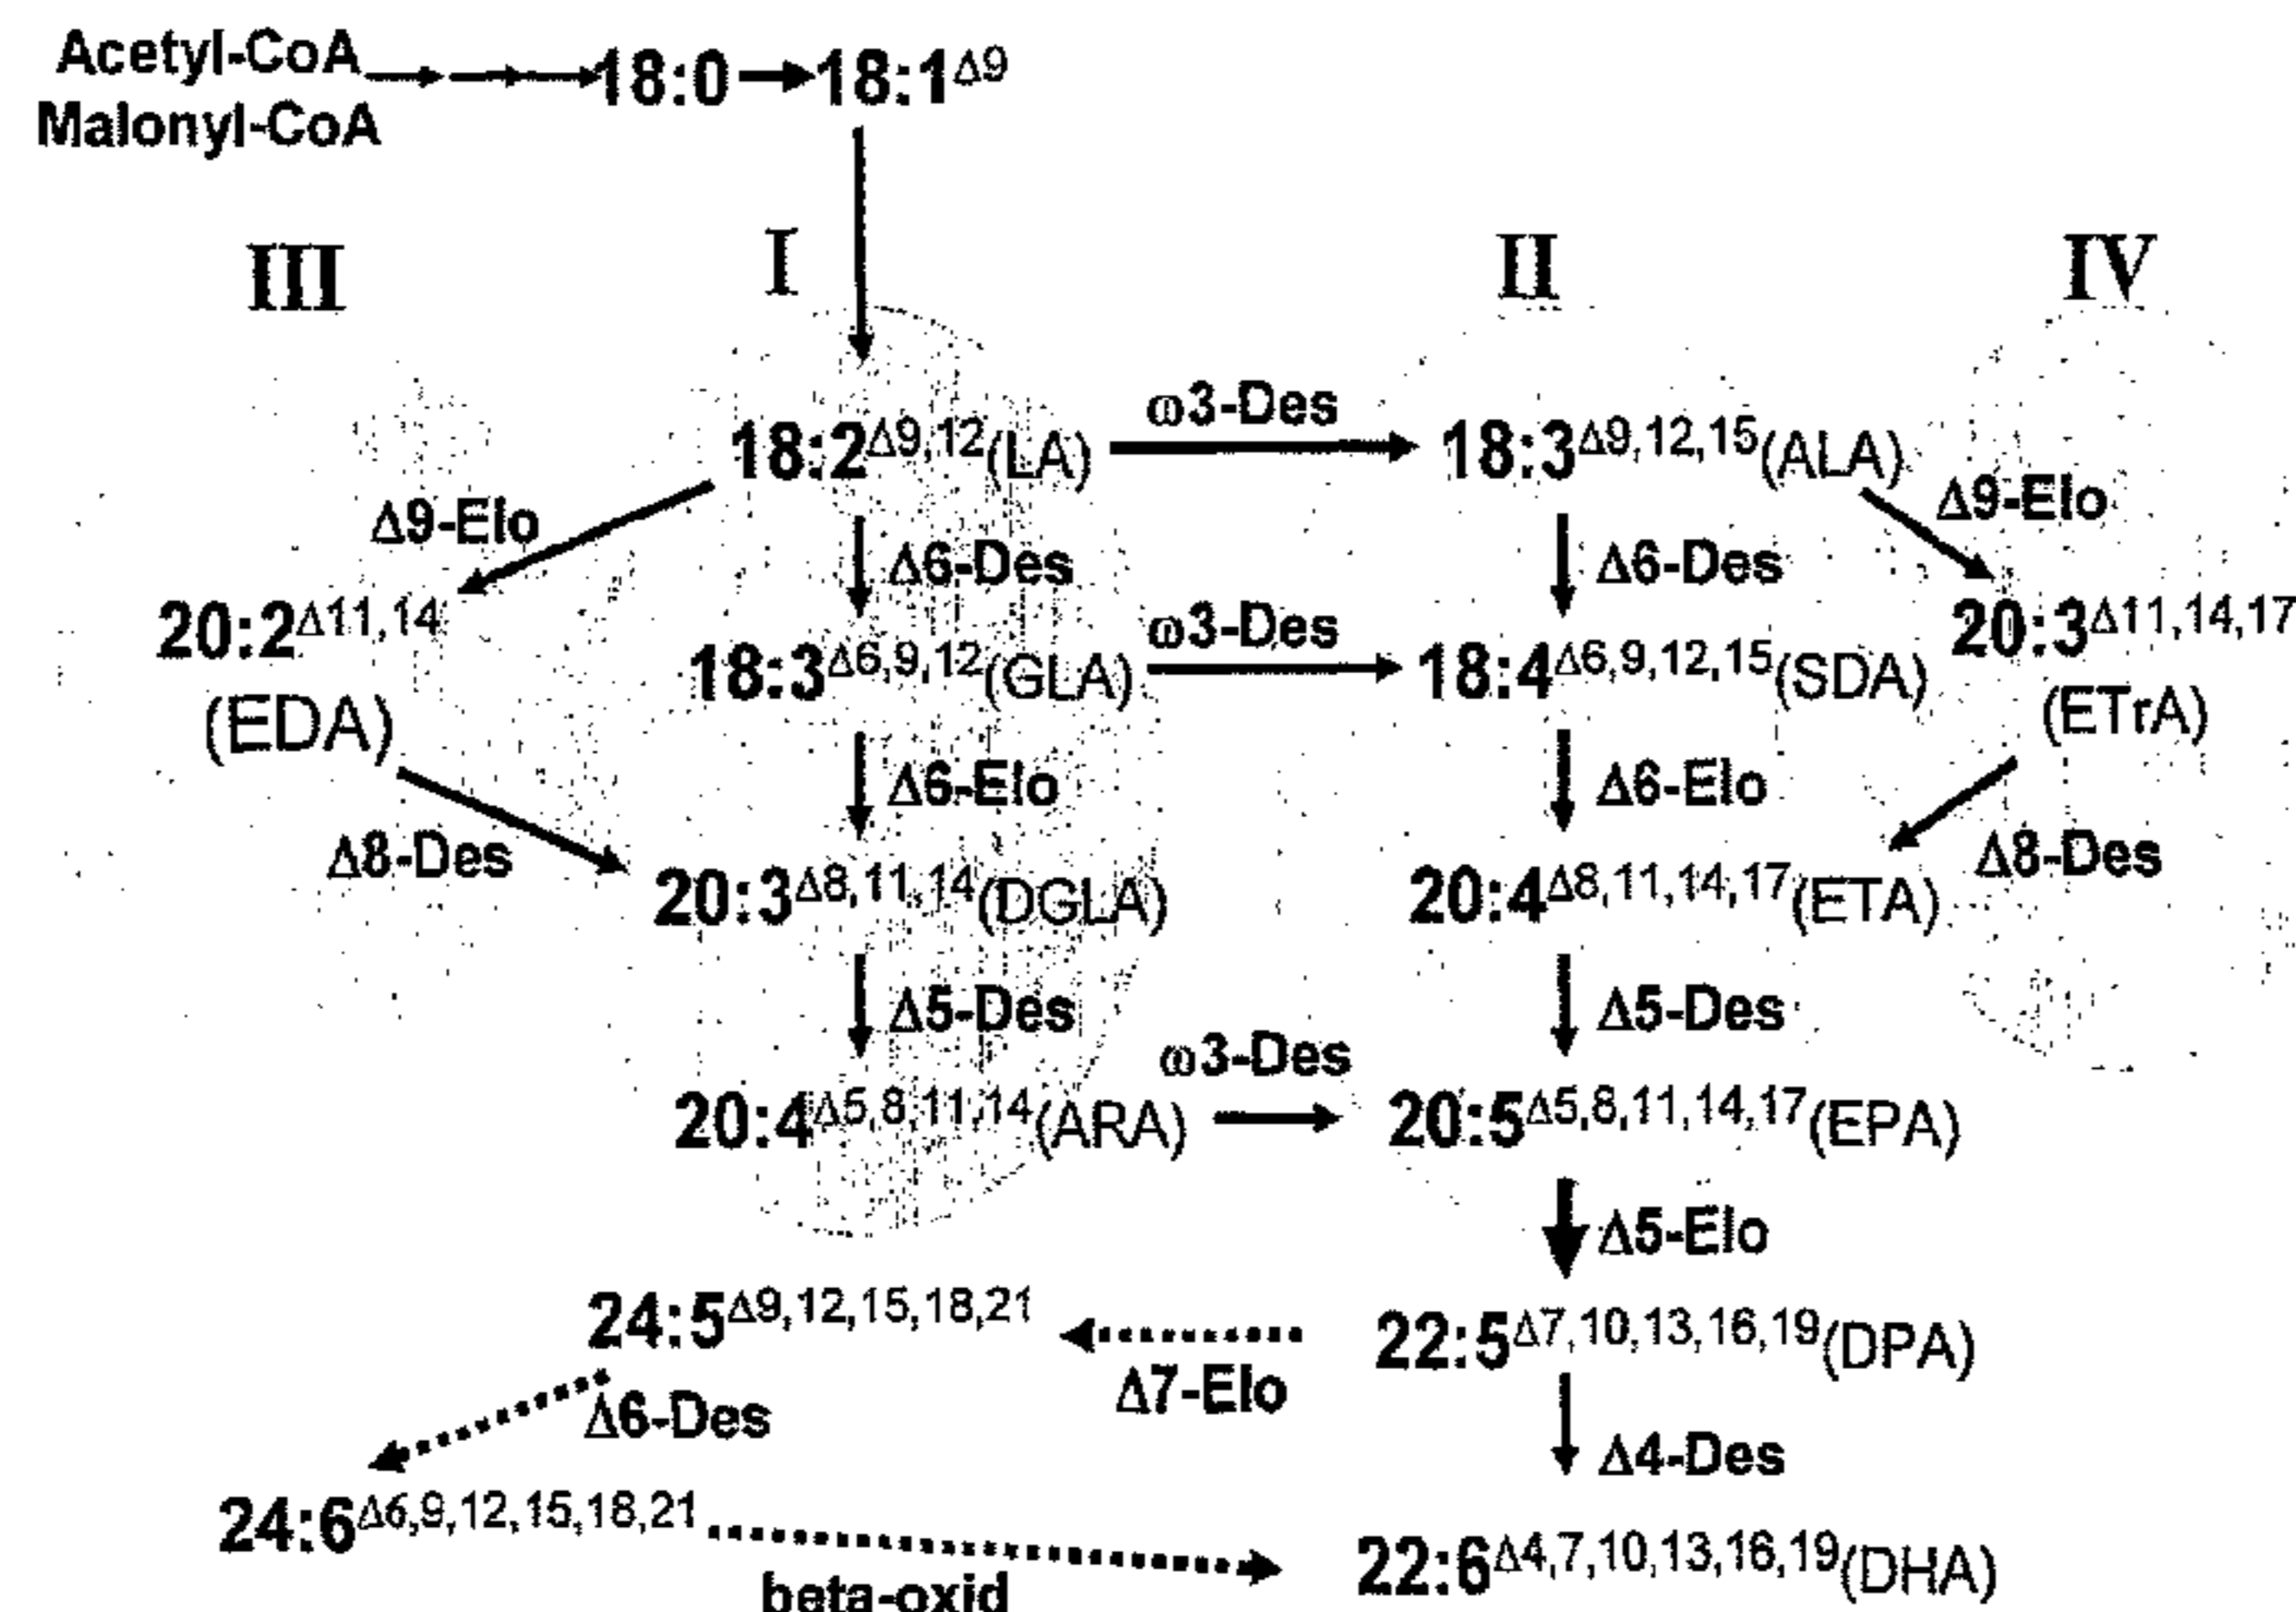 Acetyl-CoA
Malonyl-CoA
18:0
18:1Δ9
III
I
II
IV
18:2Δ9,12(LA)
ω3-Des
18:3Δ9,12,15(ALA)
Δ9-Elo
Δ6-Des
Δ6-Des
Δ9-Elo
20:2Δ11,14
(EDA)
18:3Δ6,9,12(GLA)
ω3-Des
18:4Δ6,9,12,15(SDA)
20:3Δ11,14,17
(ETrA)
Δ6-Elo
Δ6-Elo
Δ8-Des
Δ8-Des
20:3Δ8,11,14(DGLA)
20:4Δ8,11,14,17(ETA)
Δ5-Des
Δ5-Des
20:4Δ5,8,11,14(ARA)
ω3-Des
20:5Δ5,8,11,14,17(EPA)
Δ5-Elo
24:5Δ9,12,15,18,21
Δ7-Elo
22:5Δ7,10,13,16,19(DPA)
Δ6-Des
Δ4-Des
24:6Δ6,9,12,15,18,21
beta-oxid
22:6Δ4,7,10,13,16,19(DHA)